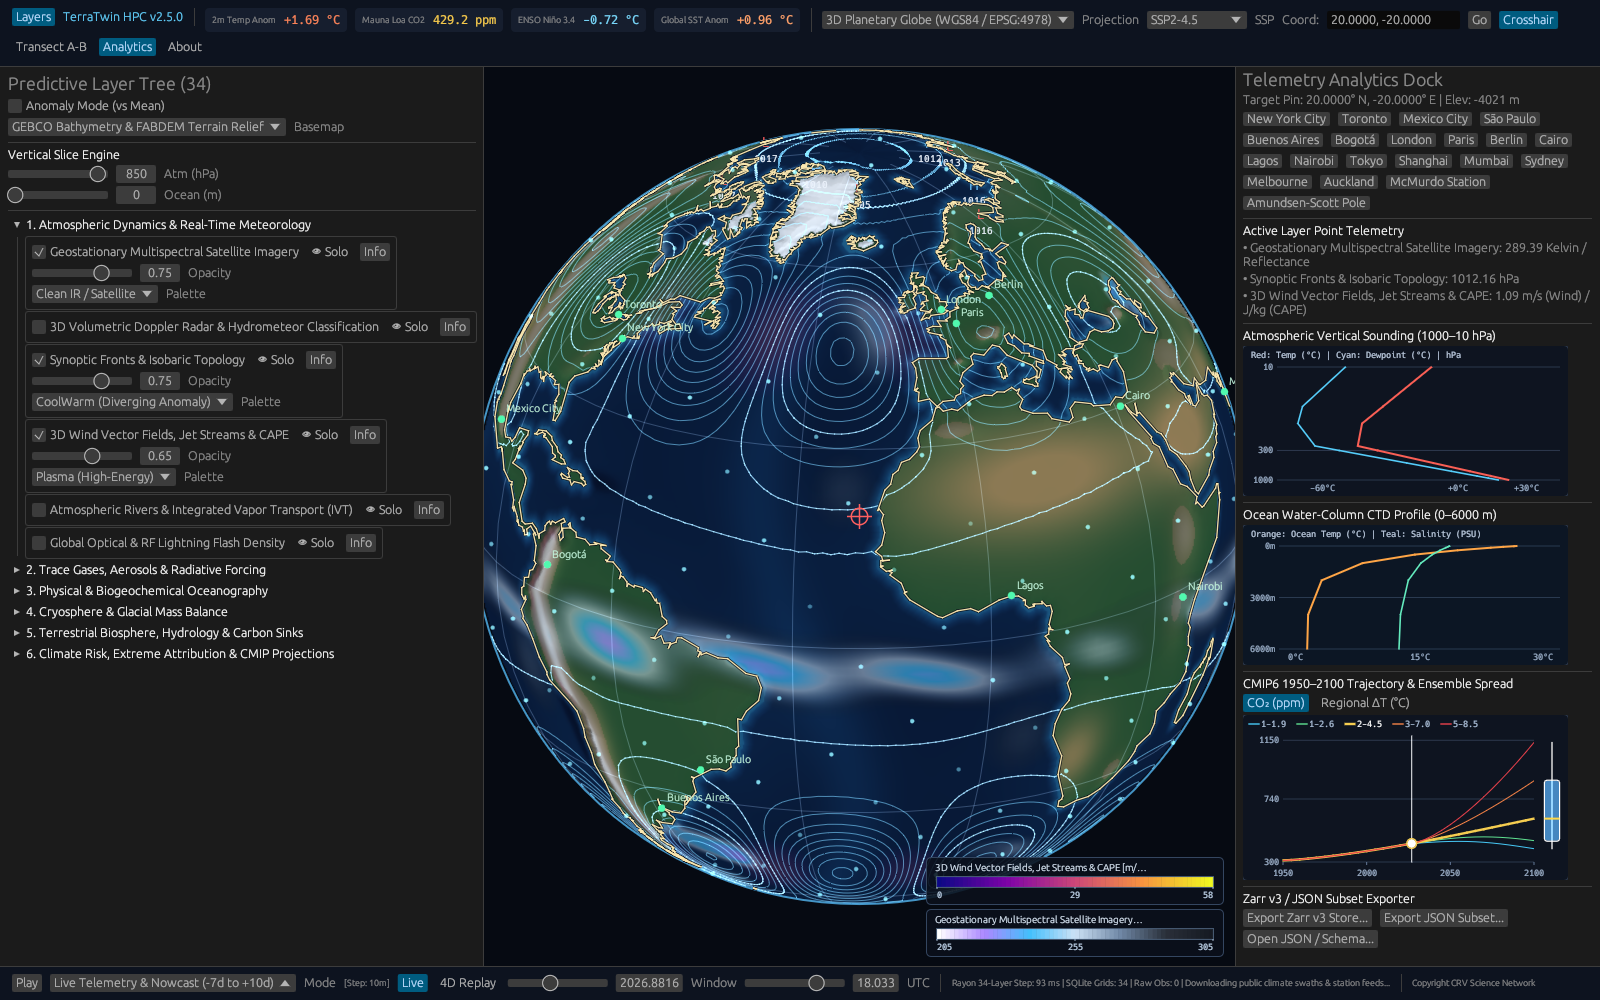 Layers TerraTwin HPC v2.5.0 2m Temp Anom +1.69 °C Mauna Loa CO2 429.2 ppm ENSO Niño 3.4 -0.72 °C Global SST Anom +0.96 °C 3D Planetary Globe (WGS84 / EPSG:4978) Projection SSP2-4.5 SSP Coord: 20.0000, -20.0000 Go Crosshair
Transect A-B Analytics About
Predictive Layer Tree (34)
Anomaly Mode (vs Mean)
GEBCO Bathymetry & FABDEM Terrain Relief Basemap
Vertical Slice Engine
850 Atm (hPa)
0 Ocean (m)
1. Atmospheric Dynamics & Real-Time Meteorology
Geostationary Multispectral Satellite Imagery Solo Info
0.75 Opacity
Clean IR / Satellite Palette
3D Volumetric Doppler Radar & Hydrometeor Classification Solo Info
Synoptic Fronts & Isobaric Topology Solo Info
0.75 Opacity
CoolWarm (Diverging Anomaly) Palette
3D Wind Vector Fields, Jet Streams & CAPE Solo Info
0.65 Opacity
Plasma (High-Energy) Palette
Atmospheric Rivers & Integrated Vapor Transport (IVT) Solo Info
Global Optical & RF Lightning Flash Density Solo Info
2. Trace Gases, Aerosols & Radiative Forcing
3. Physical & Biogeochemical Oceanography
4. Cryosphere & Glacial Mass Balance
5. Terrestrial Biosphere, Hydrology & Carbon Sinks
6. Climate Risk, Extreme Attribution & CMIP Projections
1012
1016
Berlin
London
Paris
Toronto
New York City
Cairo
Mexico City
Bogotá
Lagos
Nairobi
São Paulo
Buenos Aires
3D Wind Vector Fields, Jet Streams & CAPE [m/...
0 29 58
Geostationary Multispectral Satellite Imagery...
205 255 305
Telemetry Analytics Dock
Target Pin: 20.0000° N, -20.0000° E | Elev: -4021 m
New York City Toronto Mexico City São Paulo
Buenos Aires Bogotá London Paris Berlin Cairo
Lagos Nairobi Tokyo Shanghai Mumbai Sydney
Melbourne Auckland McMurdo Station
Amundsen-Scott Pole
Active Layer Point Telemetry
• Geostationary Multispectral Satellite Imagery: 289.39 Kelvin /
Reflectance
• Synoptic Fronts & Isobaric Topology: 1012.16 hPa
• 3D Wind Vector Fields, Jet Streams & CAPE: 1.09 m/s (Wind) /
J/kg (CAPE)
Atmospheric Vertical Sounding (1000–10 hPa)
Red: Temp (°C) | Cyan: Dewpoint (°C) | hPa
10
300
1000
-60°C +0°C +30°C
Ocean Water-Column CTD Profile (0–6000 m)
Orange: Ocean Temp (°C) | Teal: Salinity (PSU)
0m
3000m
6000m
0°C 15°C 30°C
CMIP6 1950–2100 Trajectory & Ensemble Spread
CO₂ (ppm) Regional ΔT (°C)
1-1.9 1-2.6 2-4.5 3-7.0 5-8.5
1150
740
300
1950 2000 2050 2100
Zarr v3 / JSON Subset Exporter
Export Zarr v3 Store... Export JSON Subset...
Open JSON / Schema...
Play Live Telemetry & Nowcast (-7d to +10d) Mode [Step: 10m] Live 4D Replay 2026.8816 Window 18.033 UTC Rayon 34-Layer Step: 93 ms | SQLite Grids: 34 | Raw Obs: 0 | Downloading public climate swaths & station feeds... Copyright CRV Science Network